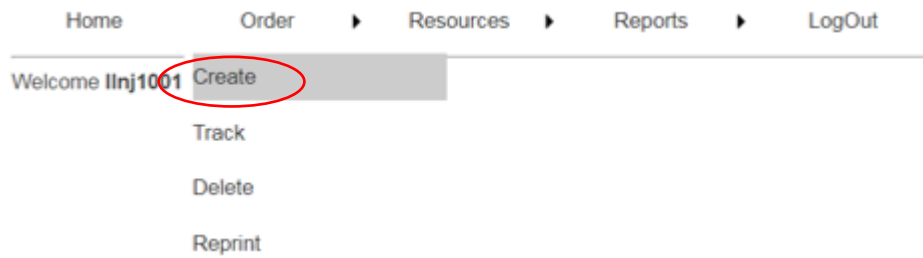 Home Order Resources Reports LogOut
Welcome llnj1001 Create
Track
Delete
Reprint